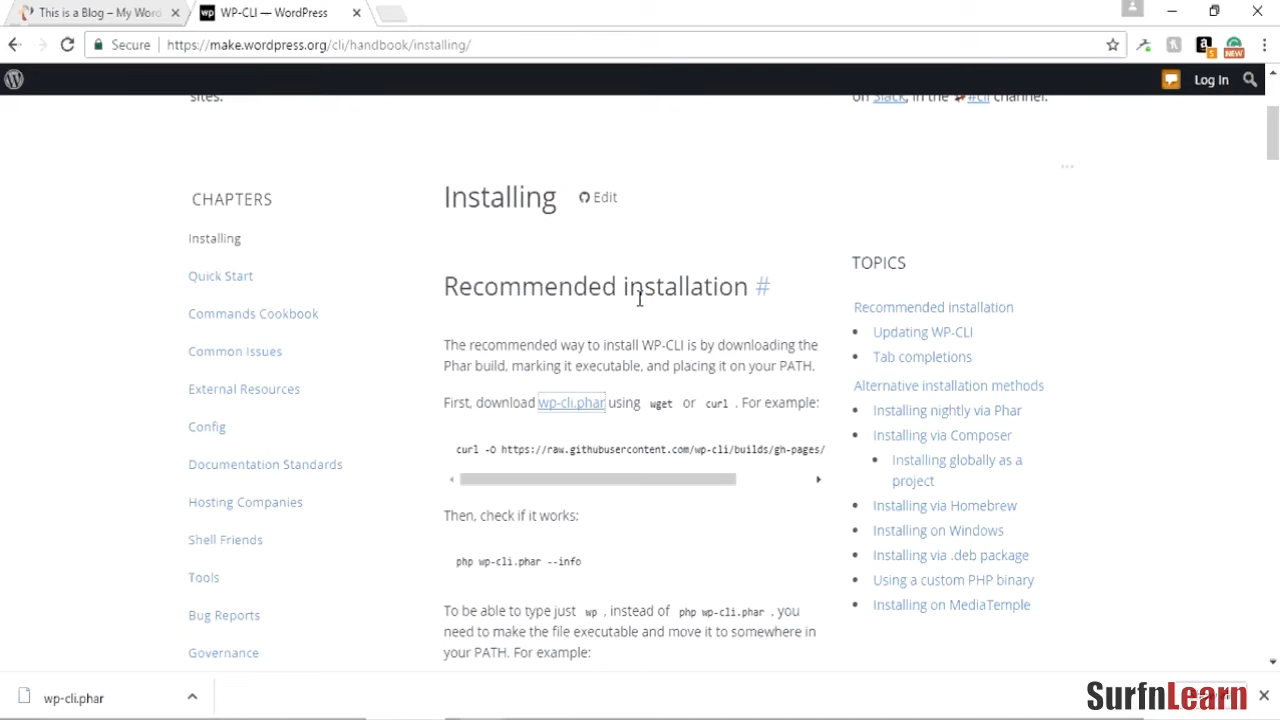 This is a Blog – My Wor
WP-CLI — WordPress
Secure
https://make.wordpress.org/cli/handbook/installing/
5
NEW
Log In
sites.
on Slack, in the #cli channel.
CHAPTERS
Installing
Quick Start
Commands Cookbook
Common Issues
External Resources
Config
Documentation Standards
Hosting Companies
Shell Friends
Tools
Bug Reports
Governance
Installing
Edit
Recommended installation #
The recommended way to install WP-CLI is by downloading the
Phar build, marking it executable, and placing it on your PATH.
First, download wp-cli.phar using wget or curl . For example:
curl -O https://raw.githubusercontent.com/wp-cli/builds/gh-pages/
Then, check if it works:
php wp-cli.phar --info
To be able to type just wp , instead of php wp-cli.phar , you
need to make the file executable and move it to somewhere in
your PATH. For example:
TOPICS
Recommended installation
Updating WP-CLI
Tab completions
Alternative installation methods
Installing nightly via Phar
Installing via Composer
Installing globally as a
project
Installing via Homebrew
Installing on Windows
Installing via .deb package
Using a custom PHP binary
Installing on MediaTemple
wp-cli.phar
SurfnLearn